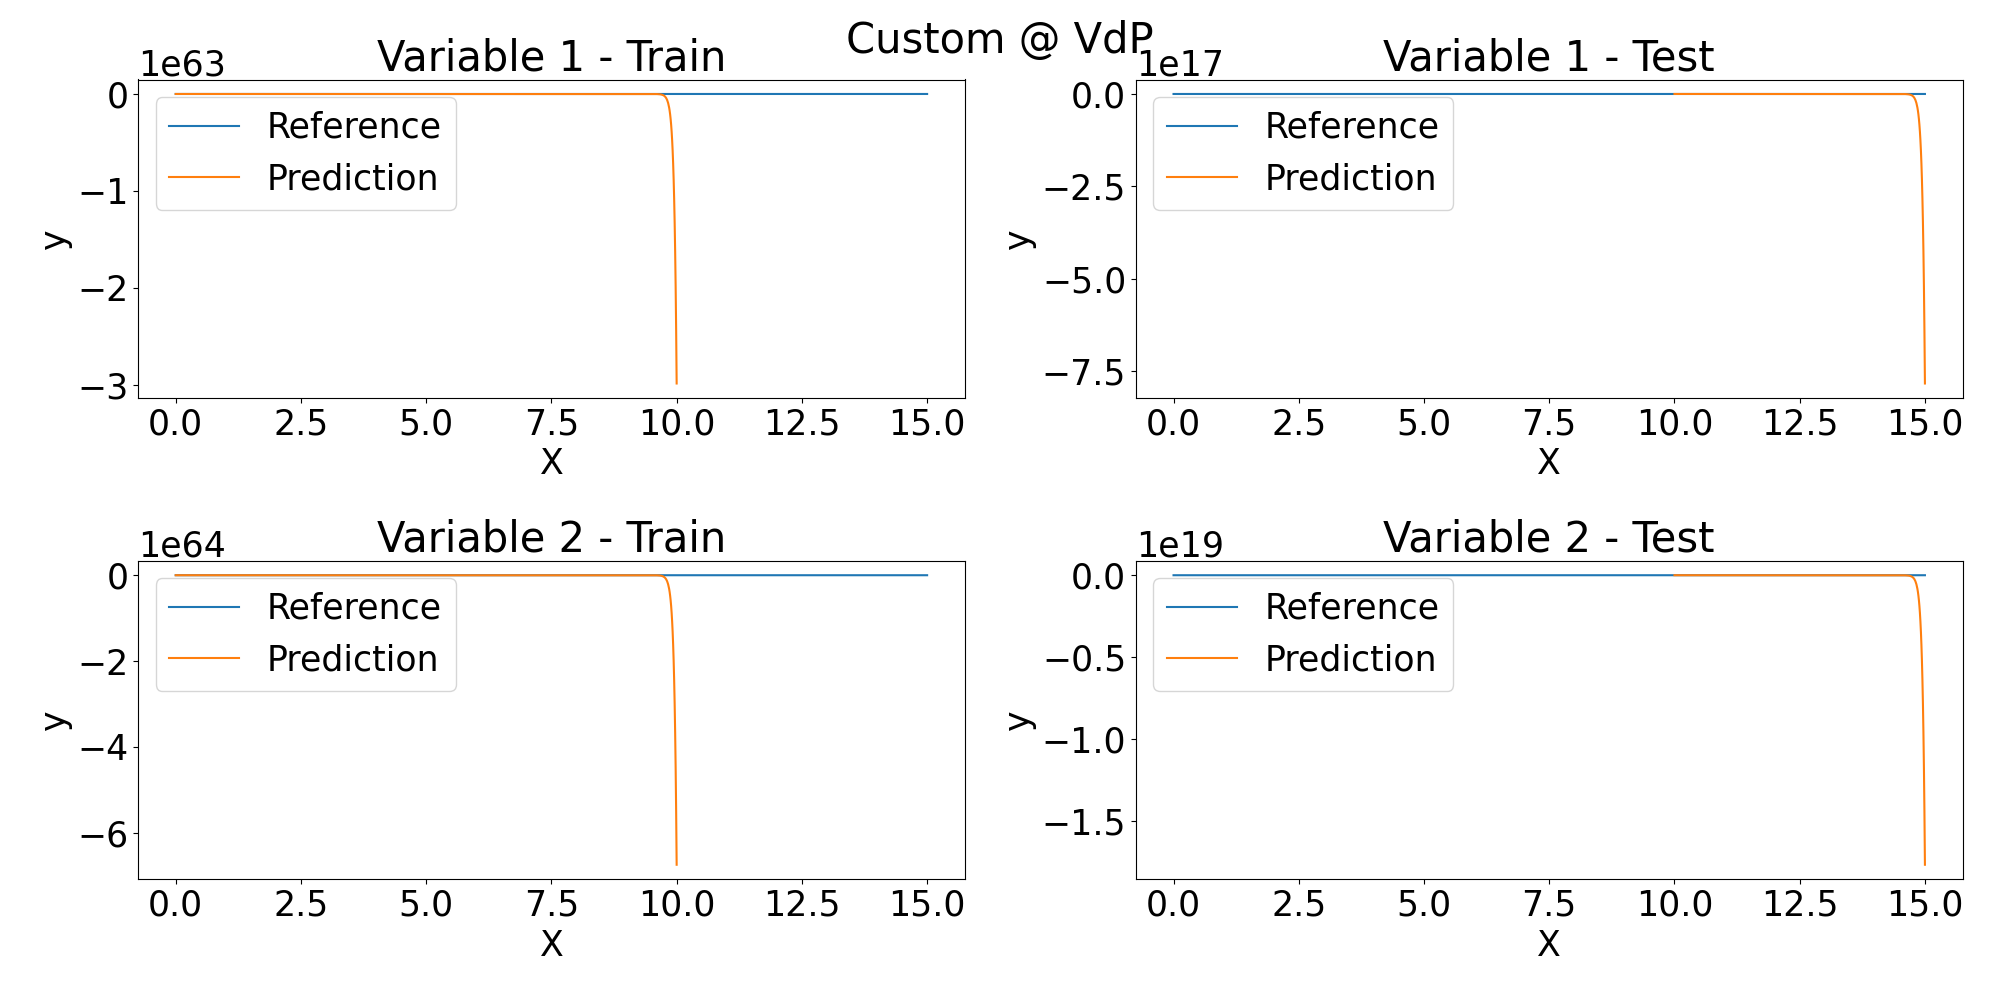 Custom @ VdP
Variable 1 - Train
1e63
0
−1
−2
−3
y
Reference
Prediction
0.0 2.5 5.0 7.5 10.0 12.5 15.0
X
Variable 1 - Test
1e17
0.0
−2.5
−5.0
−7.5
y
Reference
Prediction
0.0 2.5 5.0 7.5 10.0 12.5 15.0
X
Variable 2 - Train
1e64
0
−2
−4
−6
y
Reference
Prediction
0.0 2.5 5.0 7.5 10.0 12.5 15.0
X
Variable 2 - Test
1e19
0.0
−0.5
−1.0
−1.5
y
Reference
Prediction
0.0 2.5 5.0 7.5 10.0 12.5 15.0
X